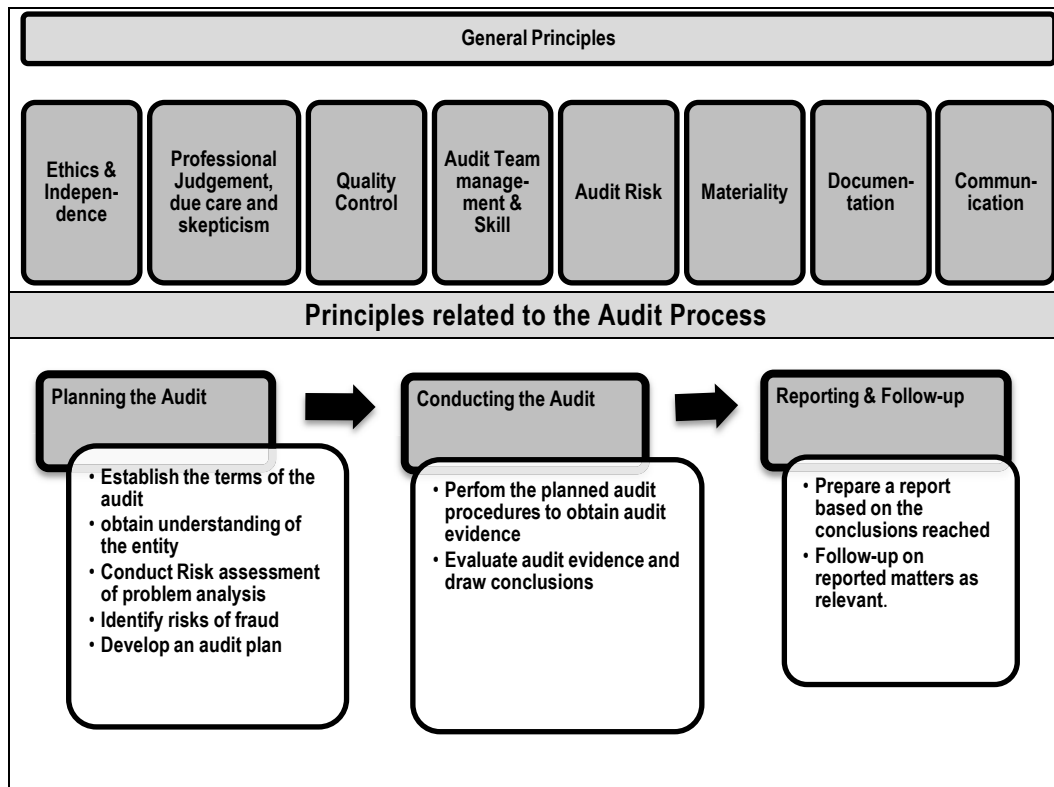 General Principles
Ethics &
Indepen-
dence
Professional
Judgement,
due care and
skepticism
Quality
Control
Audit Team
manage-
ment &
Skill
Audit Risk
Materiality
Documen-
tation
Commun-
ication
Principles related to the Audit Process
Planning the Audit
• Establish the terms of the
audit
• obtain understanding of
the entity
• Conduct Risk assessment
of problem analysis
• Identify risks of fraud
• Develop an audit plan
Conducting the Audit
• Perfom the planned audit
procedures to obtain audit
evidence
• Evaluate audit evidence and
draw conclusions
Reporting & Follow-up
• Prepare a report
based on the
conclusions reached
• Follow-up on
reported matters as
relevant.